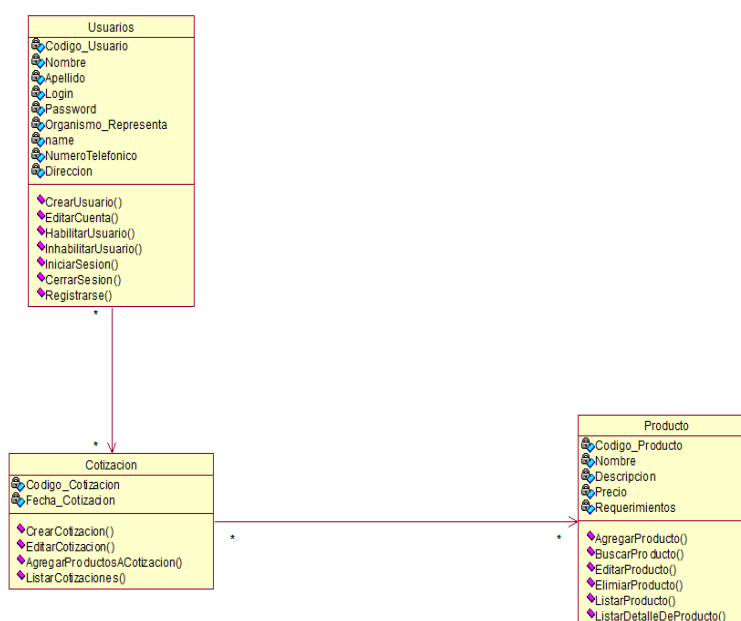 Usuarios
Codigo_Usuario
Nombre
Apellido
Login
Password
Organismo_Representa
name
NumeroTelefonico
Direccion
CrearUsuario()
EditarCuenta()
HabilitarUsuario()
InhabilitarUsuario()
IniciarSesion()
CerrarSesion()
Registrarse()
*
*
Cotizacion
Codigo_Cotizacion
Fecha_Cotizacion
CrearCotizacion()
EditarCotizacion()
AgregarProductosACotizacion()
ListarCotizaciones()
*
*
Producto
Codigo_Producto
Nombre
Descripcion
Precio
Requerimientos
AgregarProducto()
BuscarProducto()
EditarProducto()
ElimiarProducto()
ListarProducto()
ListarDetalleDeProducto()